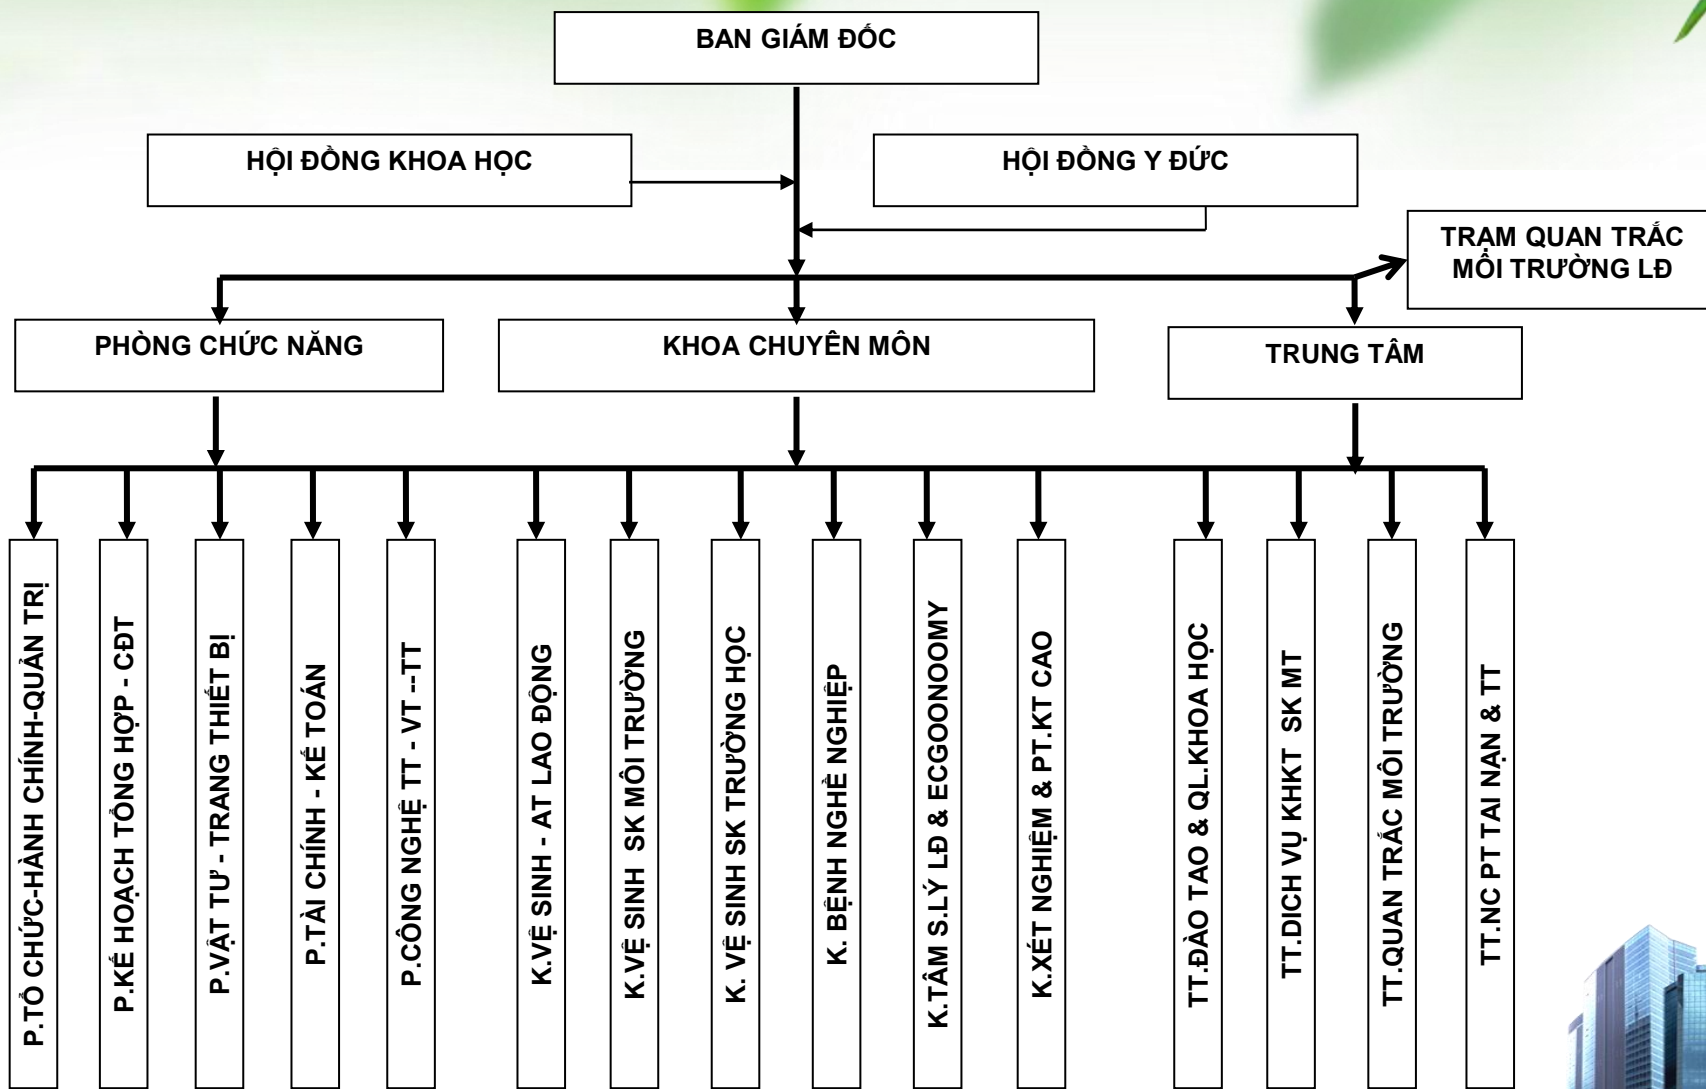 BAN GIÁM ĐỐC
HỘI ĐỒNG KHOA HỌC
HỘI ĐỒNG Y ĐỨC
TRẠM QUAN TRẮC
MÔI TRƯỜNG LĐ
PHÒNG CHỨC NĂNG
KHOA CHUYÊN MÔN
TRUNG TÂM
P.TỔ CHỨC-HÀNH CHÍNH-QUẢN TRỊ
P.KẾ HOẠCH TỔNG HỢP - CĐT
P.VẬT TƯ - TRANG THIẾT BỊ
P.TÀI CHÍNH - KẾ TOÁN
P.CÔNG NGHỆ TT - VT --TT
K.VỆ SINH - AT LAO ĐỘNG
K.VỆ SINH  SK MÔI TRƯỜNG
K. VỆ SINH SK TRƯỜNG HỌC
K. BỆNH NGHỀ NGHIỆP
K.TÂM S.LÝ LĐ & ECGOONOOMY
K.XÉT NGHIỆM & PT.KT CAO
TT.ĐÀO TAO & QL.KHOA HỌC
TT.DICH VỤ KHKT  SK MT
TT.QUAN TRẮC MÔI TRƯỜNG
TT.NC PT TAI NẠN & TT